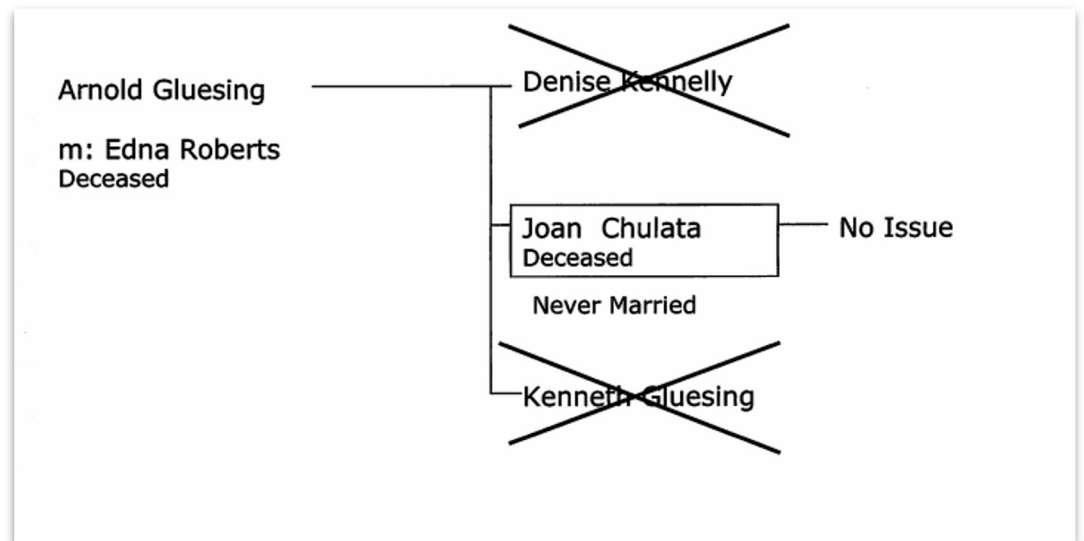 Arnold Gluesing
m: Edna Roberts
Deceased
Denise Kennelly
Joan Chulata
Deceased
No Issue
Never Married
Kenneth Gluesing